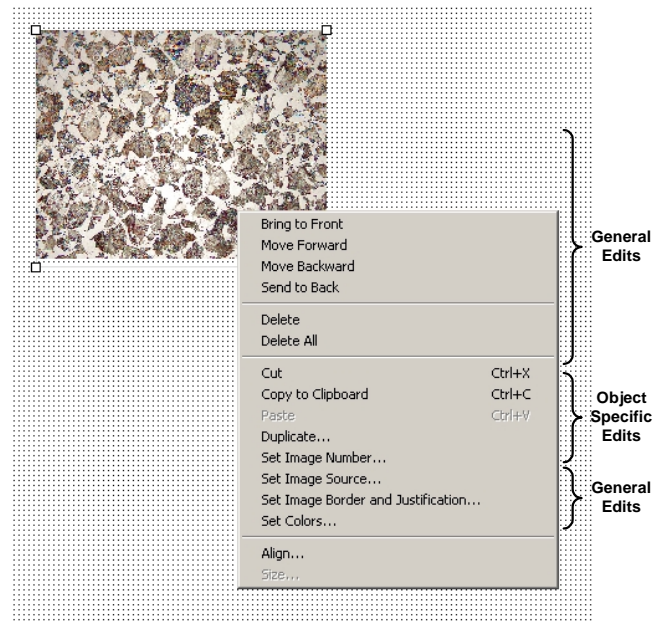 Bring to Front
Move Forward
Move Backward
Send to Back
Delete
Delete All
Cut Ctrl+X
Copy to Clipboard Ctrl+C
Paste Ctrl+V
Duplicate...
Set Image Number...
Set Image Source...
Set Image Border and Justification...
Set Colors...
Align...
Size...
General
Edits
Object
Specific
Edits
General
Edits